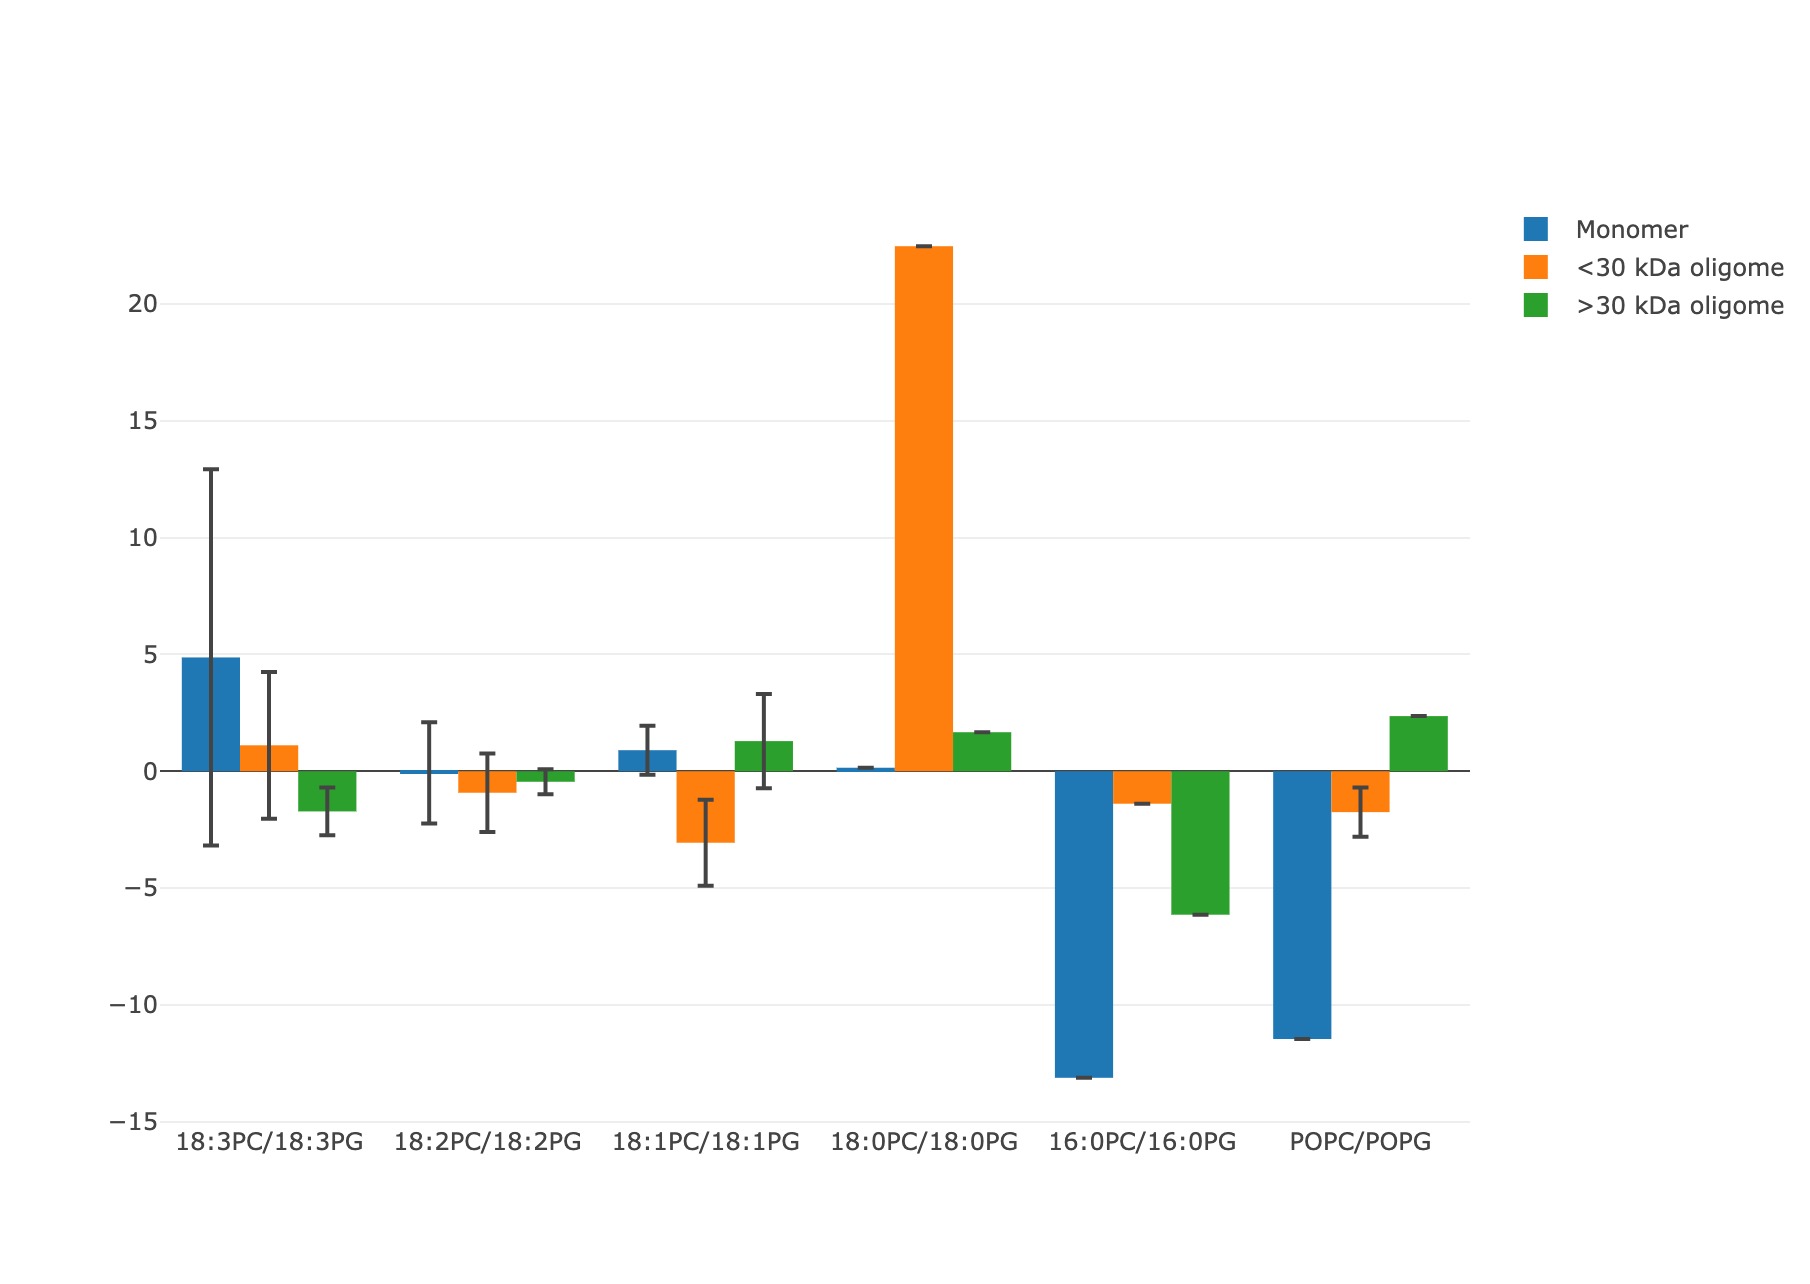 Monomer
<30 kDa oligome
>30 kDa oligome
20
15
10
5
0
−5
−10
−15
18:3PC/18:3PG 18:2PC/18:2PG 18:1PC/18:1PG 18:0PC/18:0PG 16:0PC/16:0PG POPC/POPG